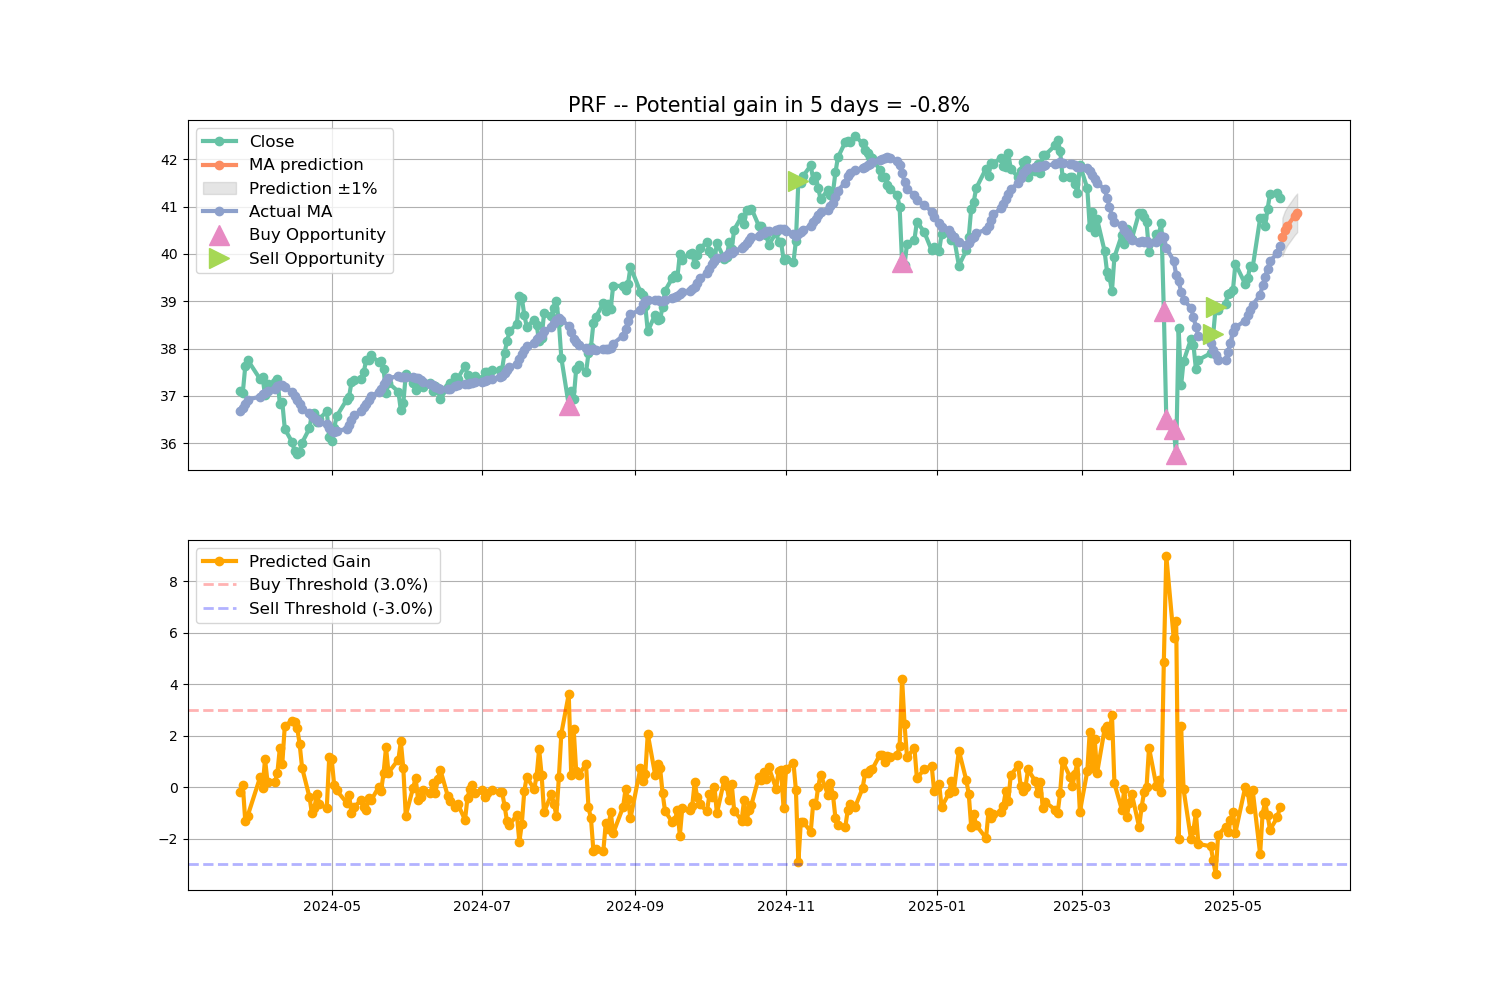 PRF -- Potential gain in 5 days = -0.8%
Close
MA prediction
Prediction ±1%
Actual MA
Buy Opportunity
Sell Opportunity
42
41
40
39
38
37
36
Predicted Gain
Buy Threshold (3.0%)
Sell Threshold (-3.0%)
8
6
4
2
0
−2
2024-05 2024-07 2024-09 2024-11 2025-01 2025-03 2025-05